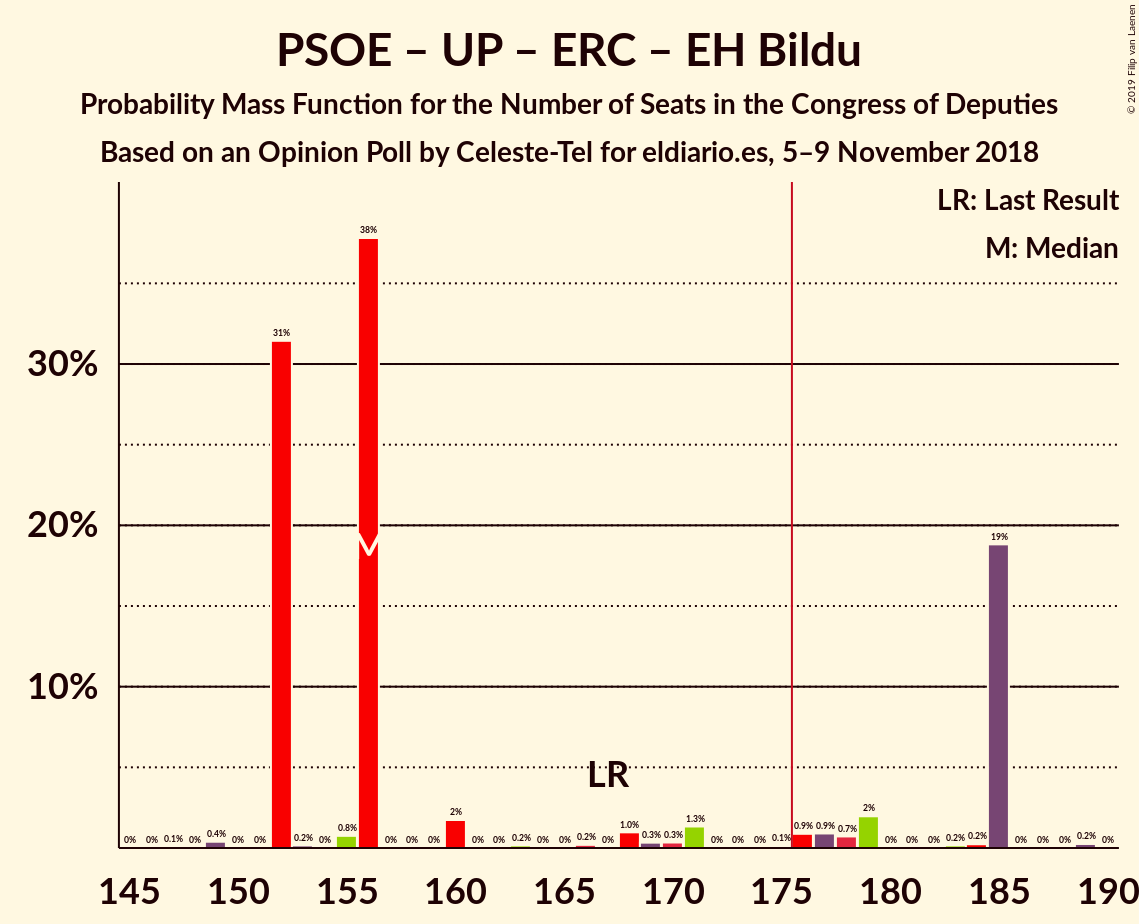 PSOE – UP – ERC – EH Bildu
Probability Mass Function for the Number of Seats in the Congress of Deputies
Based on an Opinion Poll by Celeste-Tel for eldiario.es, 5–9 November 2018
© 2019 Filip van Laenen
LR: Last Result
M: Median
30%
20%
10%
0% 0% 0.1% 0% 0.4% 0% 0% 31% 0.2% 0% 0.8% 38% 0% 0% 0% 2% 0% 0% 0.2% 0% 0% 0.2% 0% 1.0% 0.3% 0.3% 1.3% 0% 0% 0% 0.1% 0.9% 0.9% 0.7% 2% 0% 0% 0% 0.2% 0.2% 19% 0% 0% 0% 0.2% 0%
LR
145 150 155 160 165 170 175 180 185 190